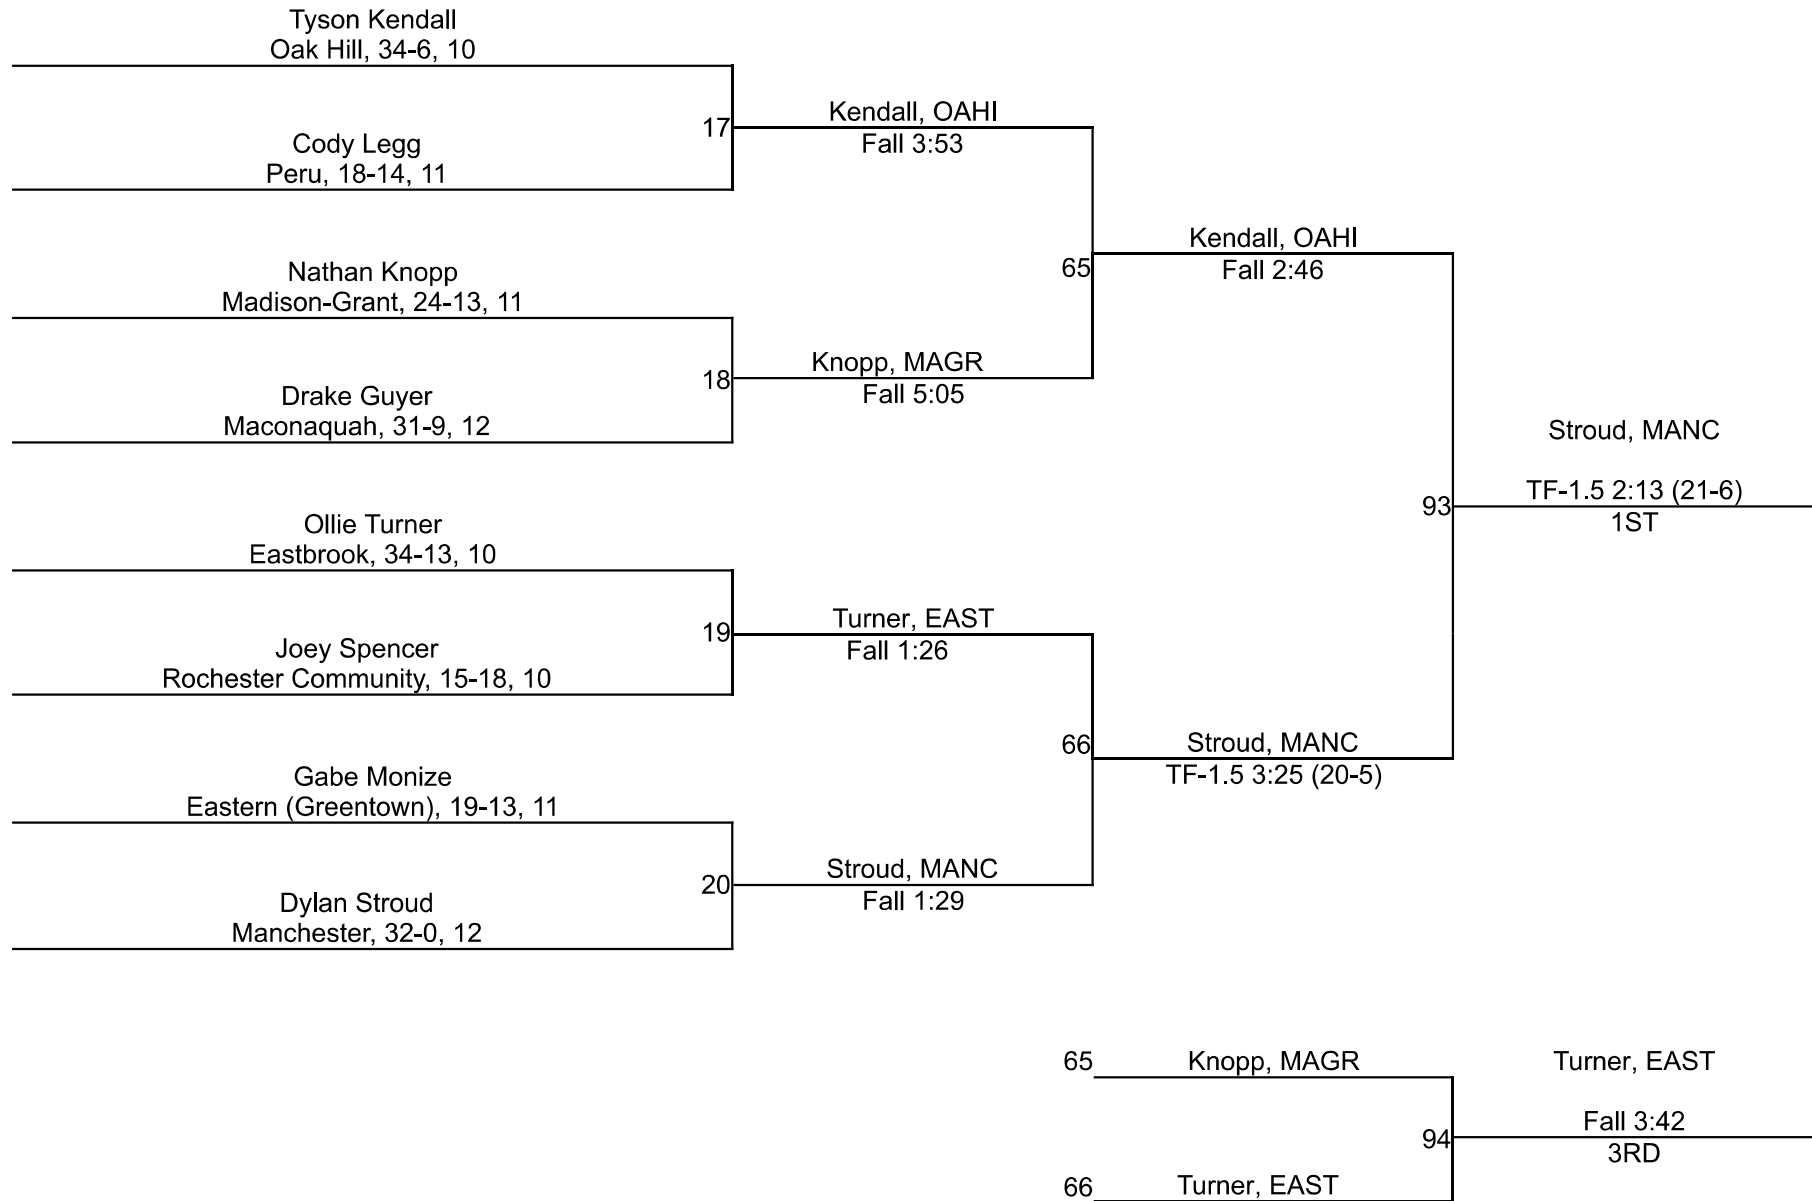 Tyson Kendall
Oak Hill, 34-6, 10
17
Kendall, OAHI
Fall 3:53
Cody Legg
Peru, 18-14, 11
65
Kendall, OAHI
Fall 2:46
Nathan Knopp
Madison-Grant, 24-13, 11
18
Knopp, MAGR
Fall 5:05
Drake Guyer
Maconaquah, 31-9, 12
93
Stroud, MANC
TF-1.5 2:13 (21-6)
1ST
Ollie Turner
Eastbrook, 34-13, 10
19
Turner, EAST
Fall 1:26
Joey Spencer
Rochester Community, 15-18, 10
66
Stroud, MANC
TF-1.5 3:25 (20-5)
Gabe Monize
Eastern (Greentown), 19-13, 11
20
Stroud, MANC
Fall 1:29
Dylan Stroud
Manchester, 32-0, 12
65
Knopp, MAGR
94
Turner, EAST
Fall 3:42
3RD
66
Turner, EAST